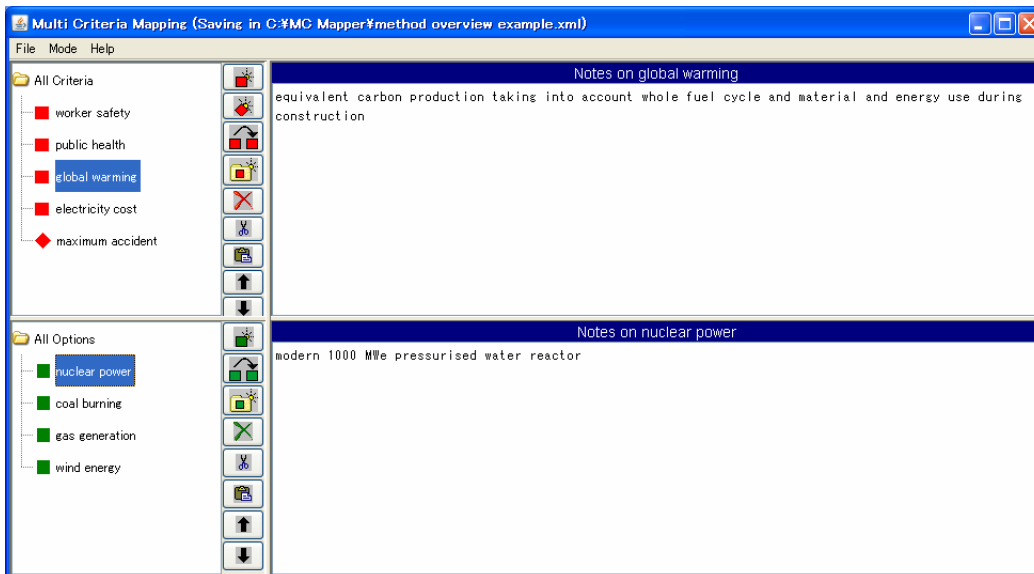 Multi Criteria Mapping (Saving in C:¥MC Mapper¥method overview example.xml)
File Mode Help
All Criteria
worker safety
public health
global warming
electricity cost
maximum accident
Notes on global warming
equivalent carbon production taking into account whole fuel cycle and material and energy use during
construction
All Options
nuclear power
coal burning
gas generation
wind energy
Notes on nuclear power
modern 1000 MWe pressurised water reactor